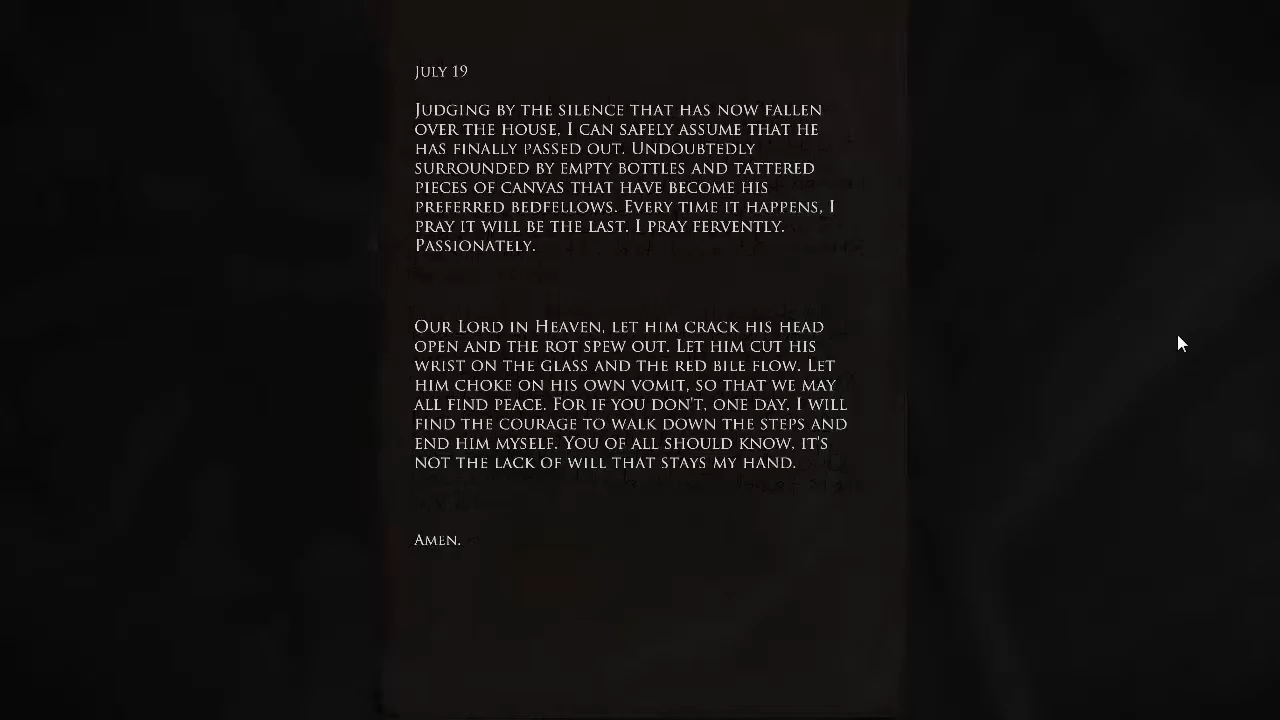 July 19
Judging by the silence that has now fallen
over the house, I can safely assume that he
has finally passed out. Undoubtedly
surrounded by empty bottles and tattered
pieces of canvas that have become his
preferred bedfellows. Every time it happens, I
pray it will be the last. I pray fervently.
Passionately.
Our Lord in Heaven, let him crack his head
open and the rot spew out. Let him cut his
wrist on the glass and the red bile flow. Let
him choke on his own vomit, so that we may
all find peace. For if you don't, one day, I will
find the courage to walk down the steps and
end him myself. You of all should know, it's
not the lack of will that stays my hand.
Amen.